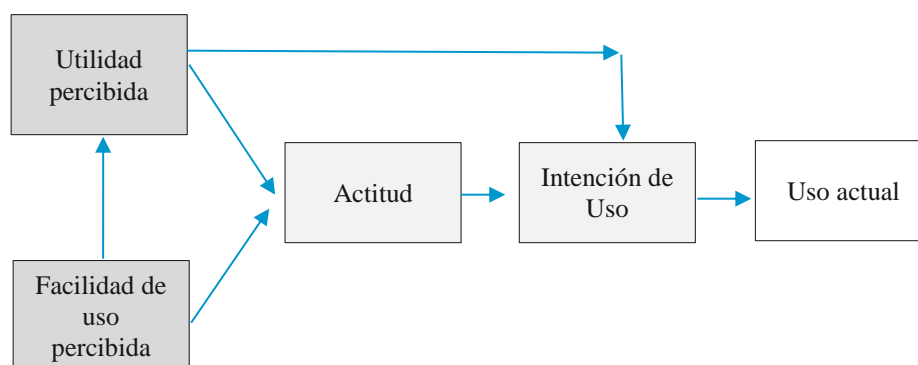 Utilidad
percibida
Actitud
Intención de
Uso
Uso actual
Facilidad de
uso
percibida